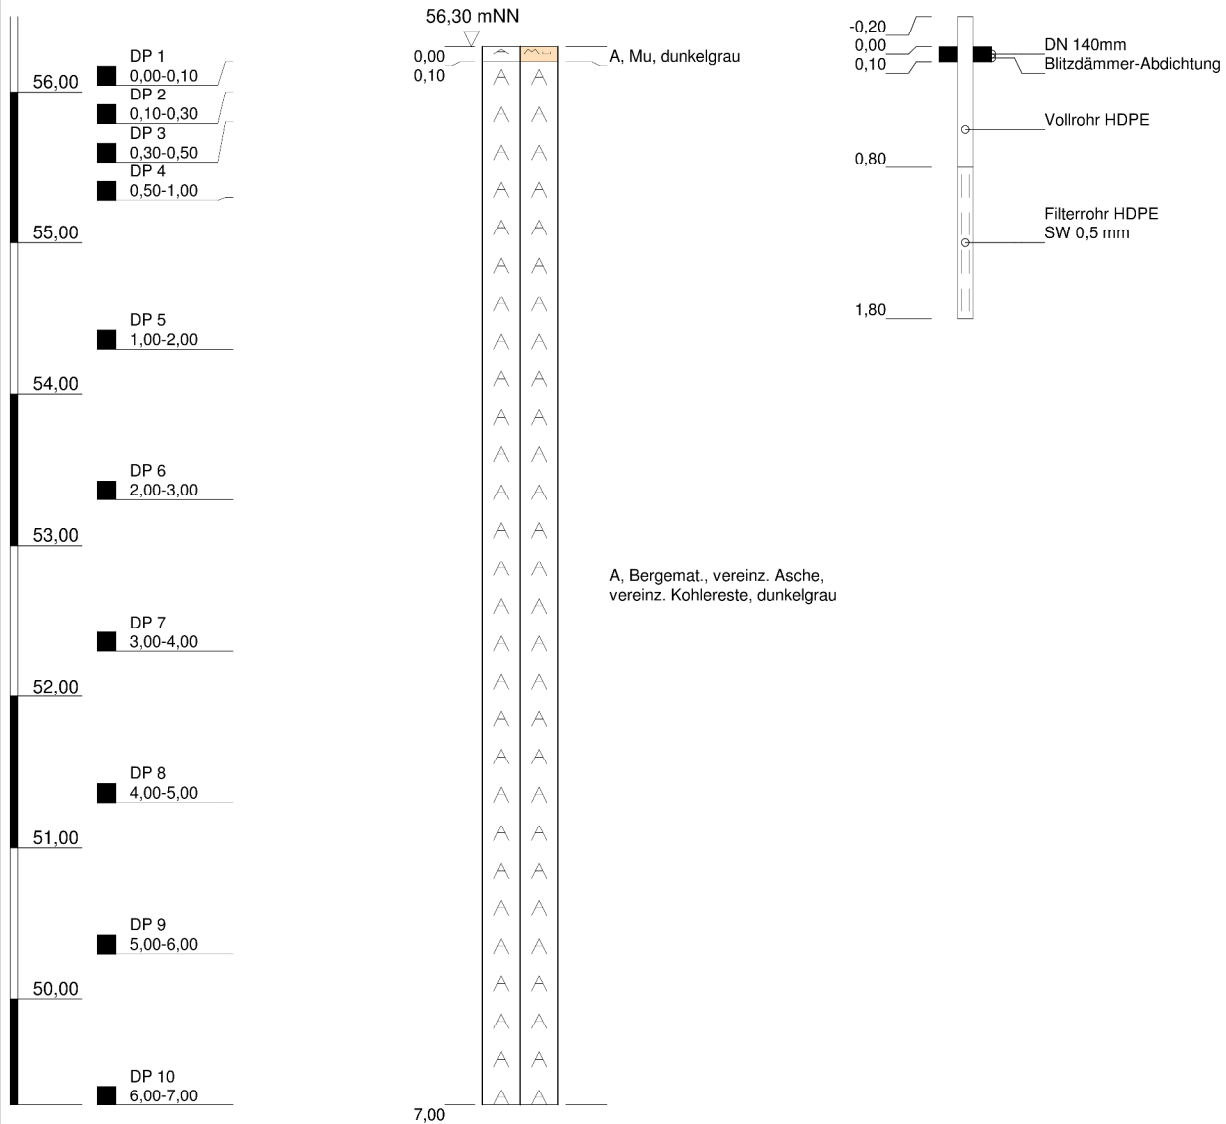 56,30 mNN
56,00
55,00
54,00
53,00
52,00
51,00
50,00
DP 1
0,00-0,10
DP 2
0,10-0,30
DP 3
0,30-0,50
DP 4
0,50-1,00
DP 5
1,00-2,00
DP 6
2,00-3,00
DP 7
3,00-4,00
DP 8
4,00-5,00
DP 9
5,00-6,00
DP 10
6,00-7,00
0,00
0,10
7,00
A, Mu, dunkelgrau
A, Bergemat., vereinz. Asche,
vereinz. Kohlereste, dunkelgrau
-0,20
0,00
0,10
0,80
1,80
DN 140mm
Blitzdämmer-Abdichtung
Vollrohr HDPE
Filterrohr HDPE
SW 0,5 mm